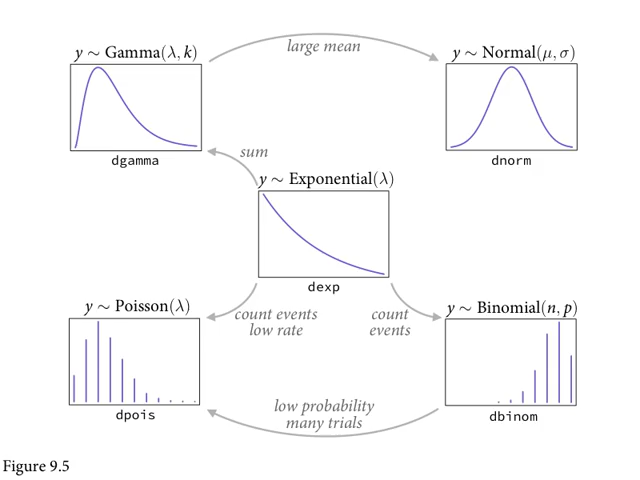 large mean
y ~ Gamma(λ, k)
y ~ Normal(μ, σ)
dgamma
dnorm
sum
y ~ Exponential(λ)
dexp
y ~ Poisson(λ)
count events
low rate
count
events
y ~ Binomial(n, p)
dpois
dbinom
low probability
many trials
Figure 9.5